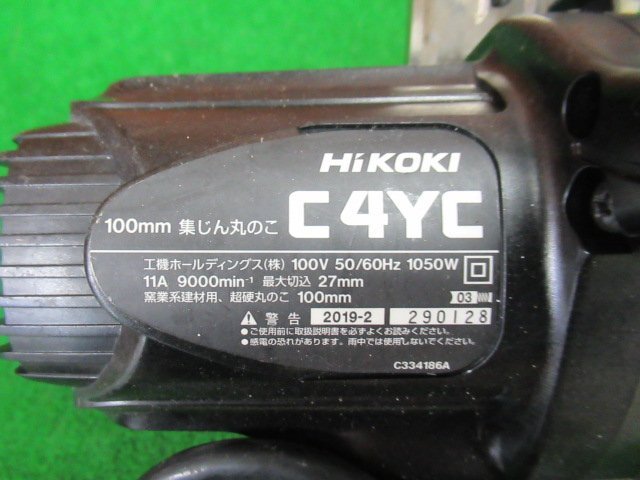 HiKOKI
100mm 集じん丸のこ C4YC
工機ホールディングス(株) 100V 50/60Hz 1050W
11A 9000min⁻¹ 最大切込 27mm
窯業系建材用、超硬丸のこ 100mm 03
警告 2019-2 290128
●ご使用前に取扱説明書を必ずよくお読みください。
●感電の恐れがあります。雨中では使用しないでください。
C334186A